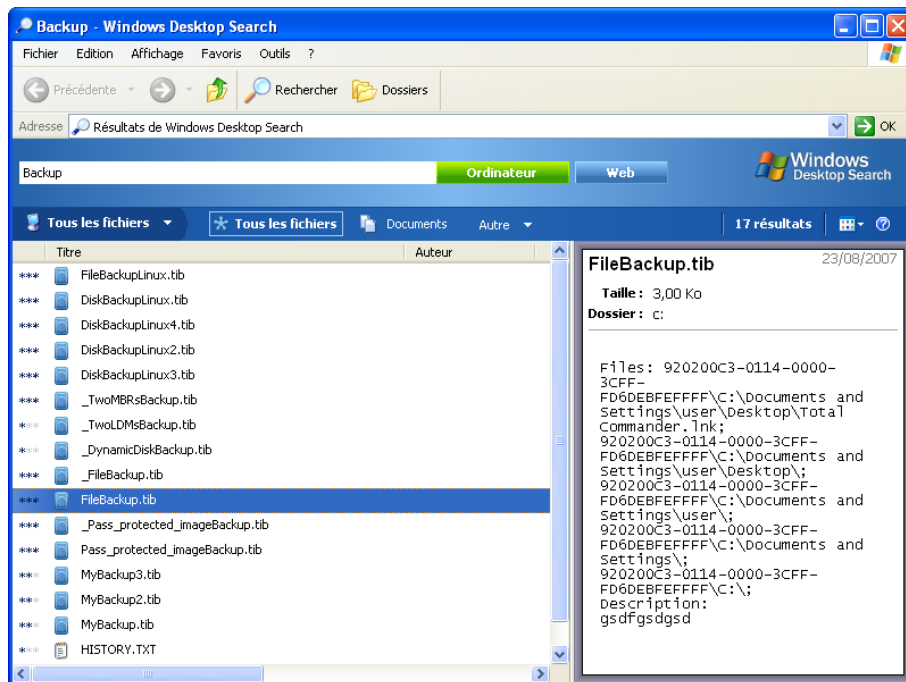 Backup - Windows Desktop Search
Fichier Edition Affichage Favoris Outils ?
Précédente Rechercher Dossiers
Adresse Résultats de Windows Desktop Search OK
Backup Ordinateur Web Windows Desktop Search
Tous les fichiers Tous les fichiers Documents Autre 17 résultats
Titre Auteur
*** FileBackupLinux.tib
*** DiskBackupLinux.tib
*** DiskBackupLinux4.tib
*** DiskBackupLinux2.tib
*** DiskBackupLinux3.tib
*** _TwoMBRsBackup.tib
*** _TwoLDMsBackup.tib
*** _DynamicDiskBackup.tib
*** _FileBackup.tib
*** FileBackup.tib
*** _Pass_protected_imageBackup.tib
*** Pass_protected_imageBackup.tib
*** MyBackup3.tib
*** MyBackup2.tib
*** MyBackup.tib
*** HISTORY.TXT
FileBackup.tib 23/08/2007
Taille : 3,00 Ko
Dossier : C:
Files: 920200C3-0114-0000-
3CFF-
FD6DEBFEFFFF\C:\Documents and
Settings\user\Desktop\Total
Commander.lnk;
920200C3-0114-0000-3CFF-
FD6DEBFEFFFF\C:\Documents and
Settings\user\Desktop\;
920200C3-0114-0000-3CFF-
FD6DEBFEFFFF\C:\Documents and
Settings\user\;
920200C3-0114-0000-3CFF-
FD6DEBFEFFFF\C:\Documents and
Settings\;
920200C3-0114-0000-3CFF-
FD6DEBFEFFFF\C:\;
Description:
gsdfgsdgsd